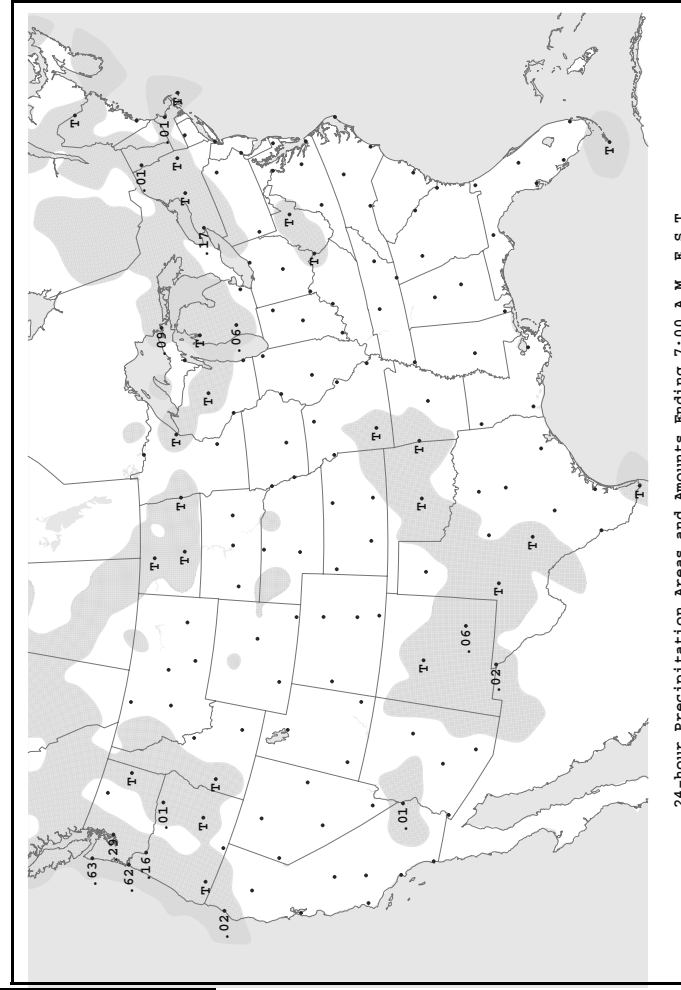 T
.63
.29
.62
T
.01
.16
T
.09
.01
.01
T
T
T
T
T
T
T
T
.17
T
T
T
.02
.06
T
T
T
.01
T
T
T
.06
.02
T
T
T
T
24-hour Precipitation Areas and Amounts Ending 7:00 A.M. E.S.T.